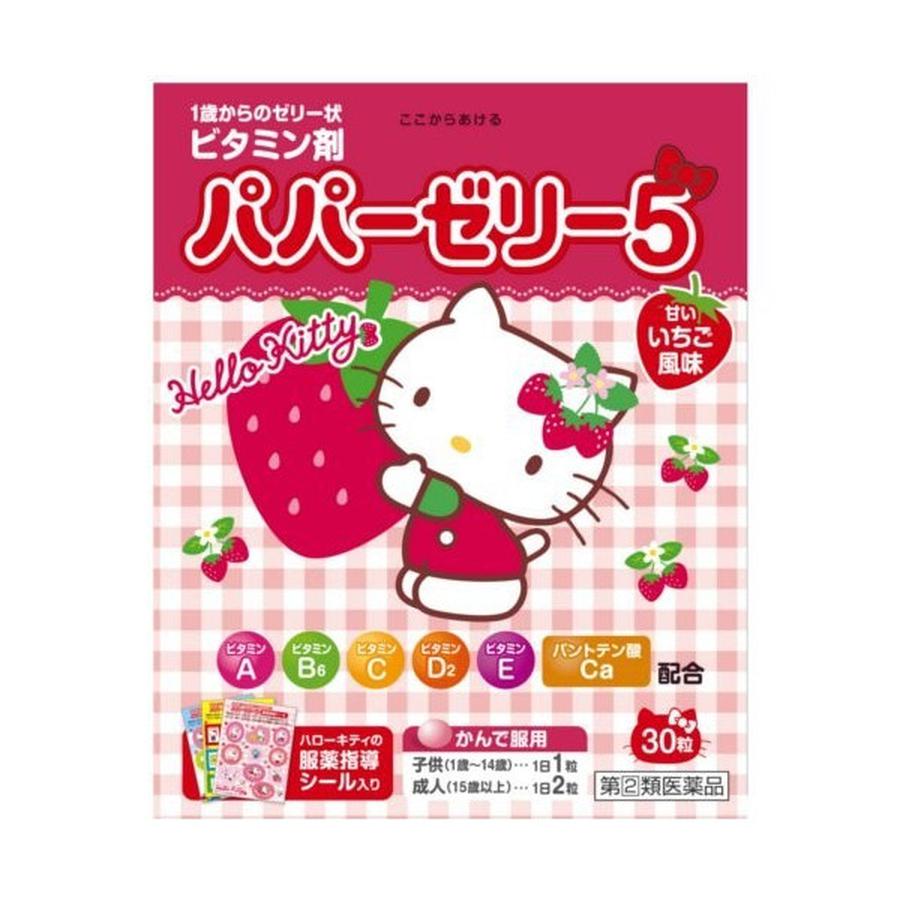 1歳からのゼリー状
ビタミン剤
ここからあける
パパーゼリー5
Hello Kitty
甘い
いちご
風味
ビタミン
A
ビタミン
B6
ビタミン
C
ビタミン
D2
ビタミン
E
パントテン酸
Ca
配合
ハローキティの
服薬指導
シール入り
かんで服用
子供(1歳～14歳)…1日1粒
成人(15歳以上)…1日2粒
30粒
第②類医薬品